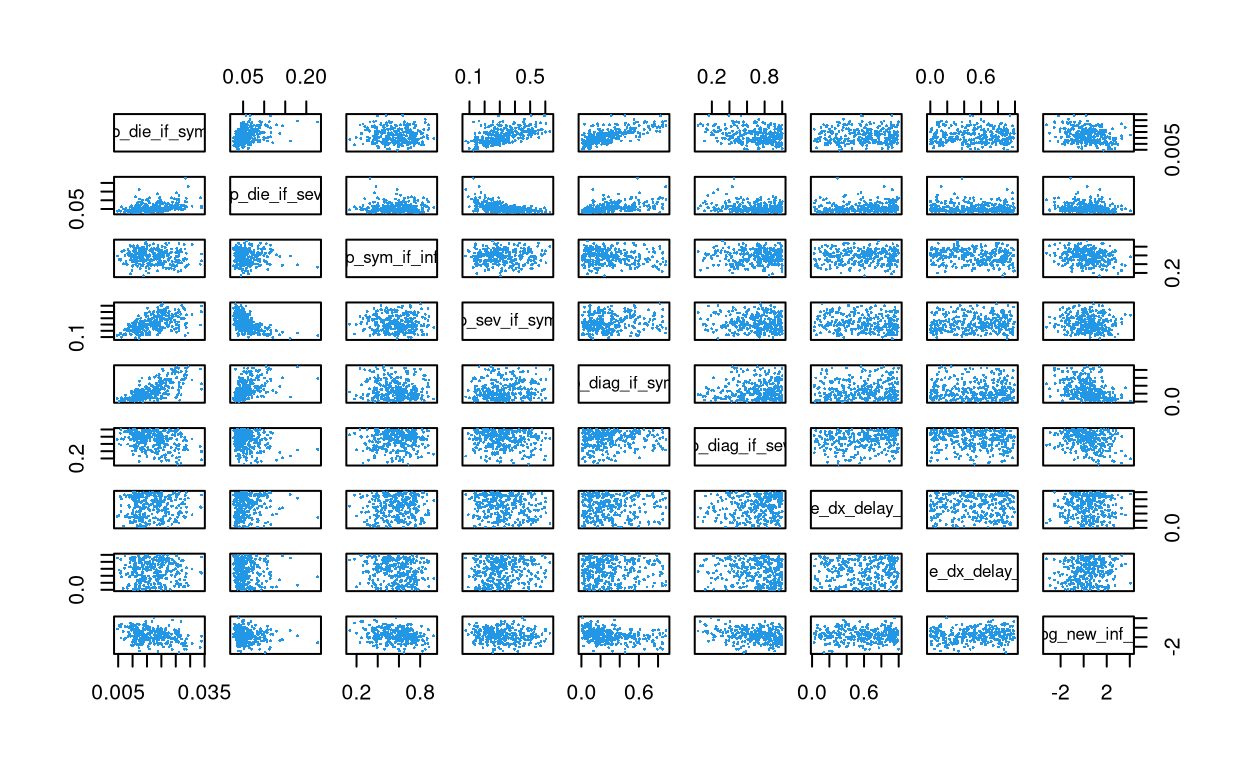 0.05 0.20 0.1 0.5 0.2 0.8 0.0 0.6
p_die_if_sym 0.005
0.05 p_die_if_sev
p_sym_if_inf 0.2
0.1 p_sev_if_sym
_diag_if_sym 0.0
0.2 p_diag_if_sev
e_dx_delay_ 0.0
0.0 e_dx_delay_
og_new_inf_ -2
0.005 0.035 0.2 0.8 0.0 0.6 0.0 0.6 -2 2